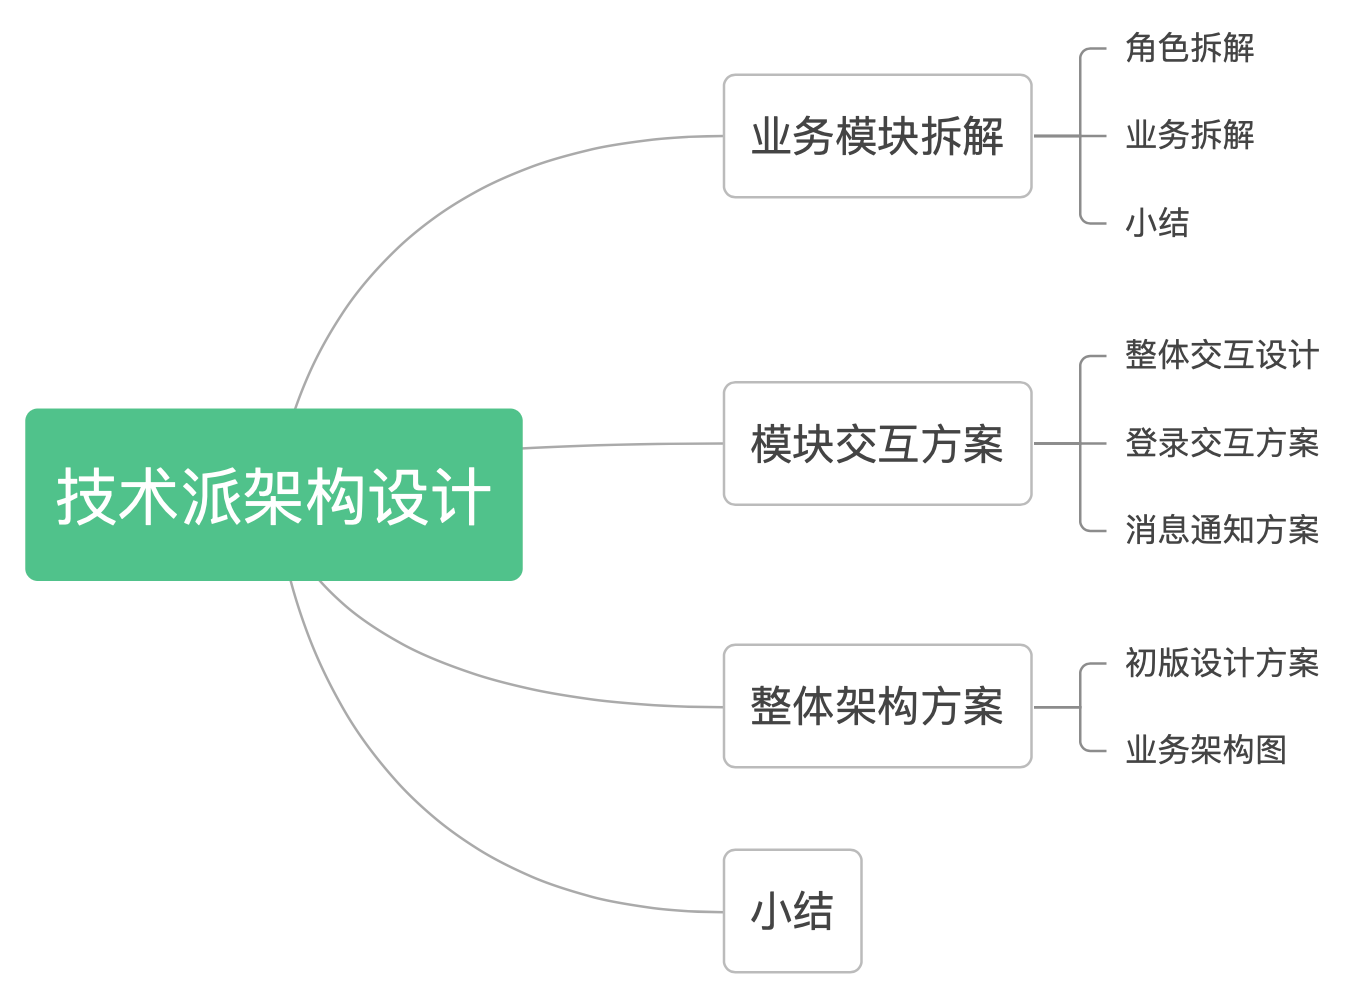 技术派架构设计
业务模块拆解
角色拆解
业务拆解
小结
模块交互方案
整体交互设计
登录交互方案
消息通知方案
整体架构方案
初版设计方案
业务架构图
小结